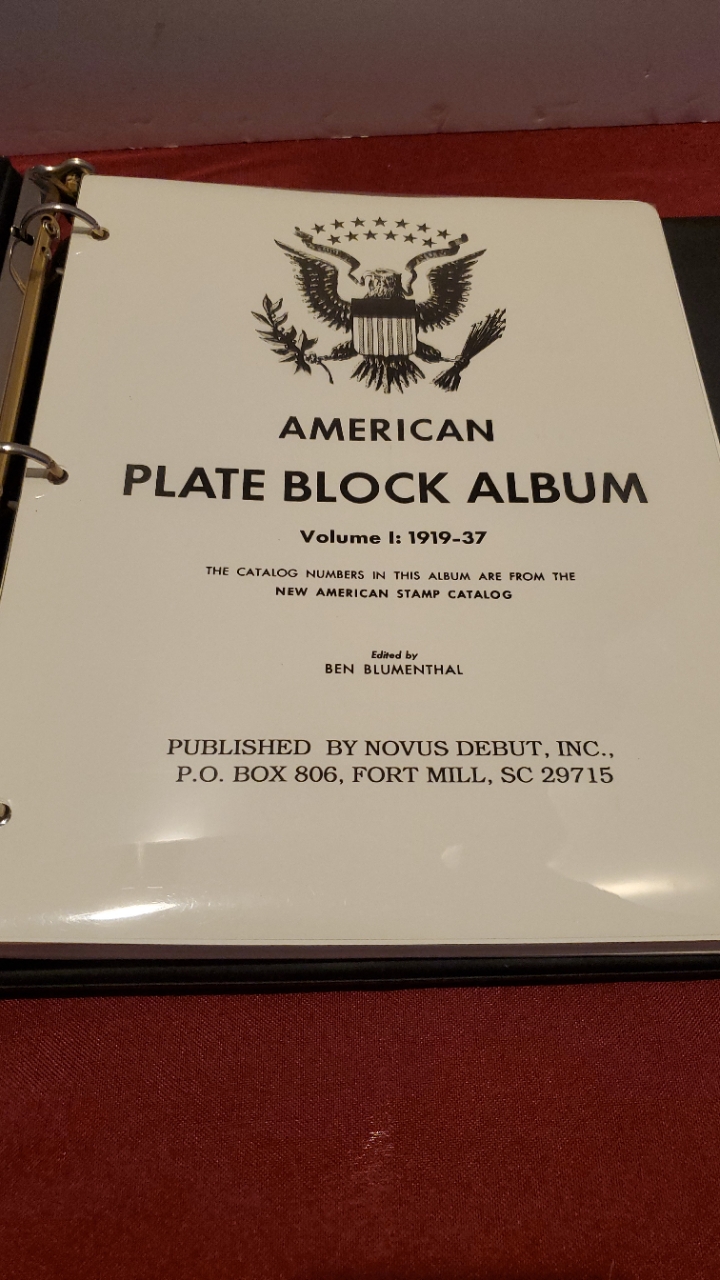 AMERICAN
PLATE BLOCK ALBUM
Volume I: 1919-37
THE CATALOG NUMBERS IN THIS ALBUM ARE FROM THE
NEW AMERICAN STAMP CATALOG
Edited by
BEN BLUMENTHAL
PUBLISHED BY NOVUS DEBUT, INC.,
P.O. BOX 806, FORT MILL, SC 29715